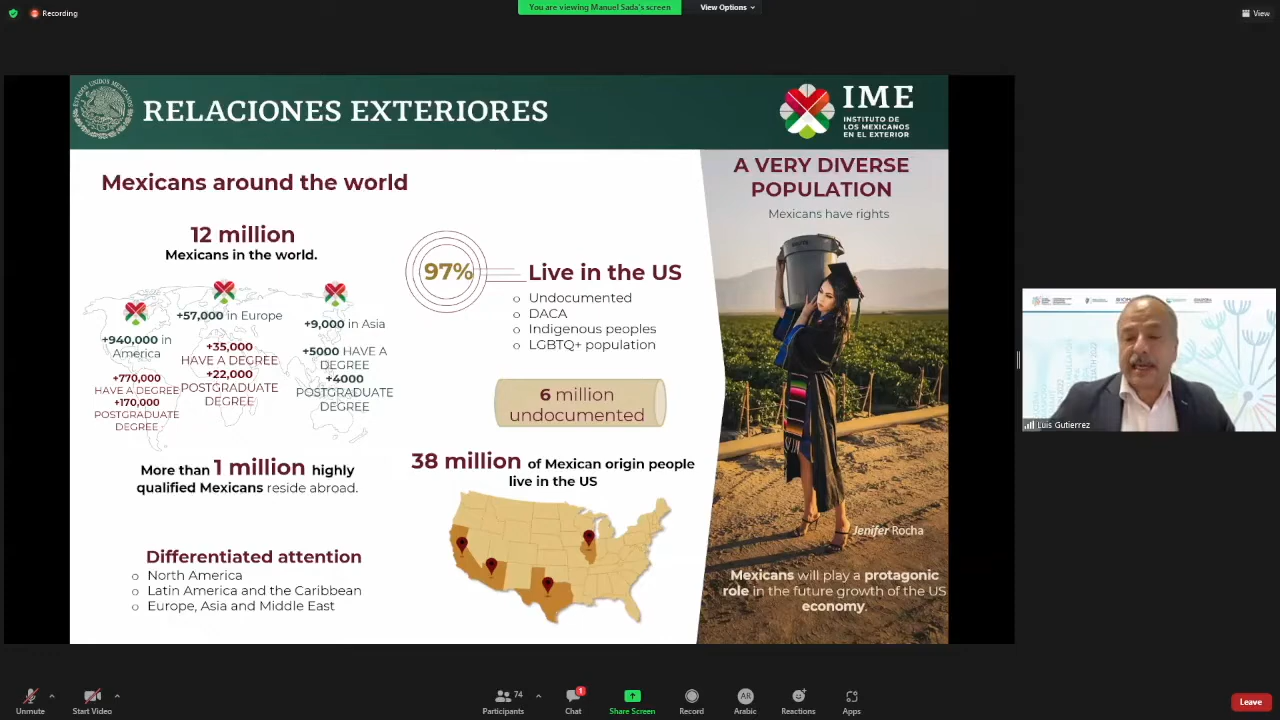 Recording
You are viewing Manuel Sada's screen
View Options
View
ESTADOS UNIDOS MEXICANOS
RELACIONES EXTERIORES
IME
INSTITUTO DE
LOS MEXICANOS
EN EL EXTERIOR
Mexicans around the world
12 million
Mexicans in the world.
+940,000 in
America
+770,000
HAVE A DEGREE
+170,000
POSTGRADUATE
DEGREE
+57,000 in Europe
+35,000
HAVE A DEGREE
+22,000
POSTGRADUATE
DEGREE
+9,000 in Asia
+5000 HAVE A
DEGREE
+4000
POSTGRADUATE
DEGREE
More than 1 million highly
qualified Mexicans reside abroad.
Differentiated attention
o North America
o Latin America and the Caribbean
o Europe, Asia and Middle East
97%
Live in the US
o Undocumented
o DACA
o Indigenous peoples
o LGBTQ+ population
6 million
undocumented
38 million of Mexican origin people
live in the US
A VERY DIVERSE
POPULATION
Mexicans have rights
Jenifer Rocha
Mexicans will play a protagonic
role in the future growth of the US
economy.
Luis Gutierrez
Unmute
Start Video
74
Participants
1
Chat
Share Screen
Record
AR
Arabic
Reactions
Apps
Leave